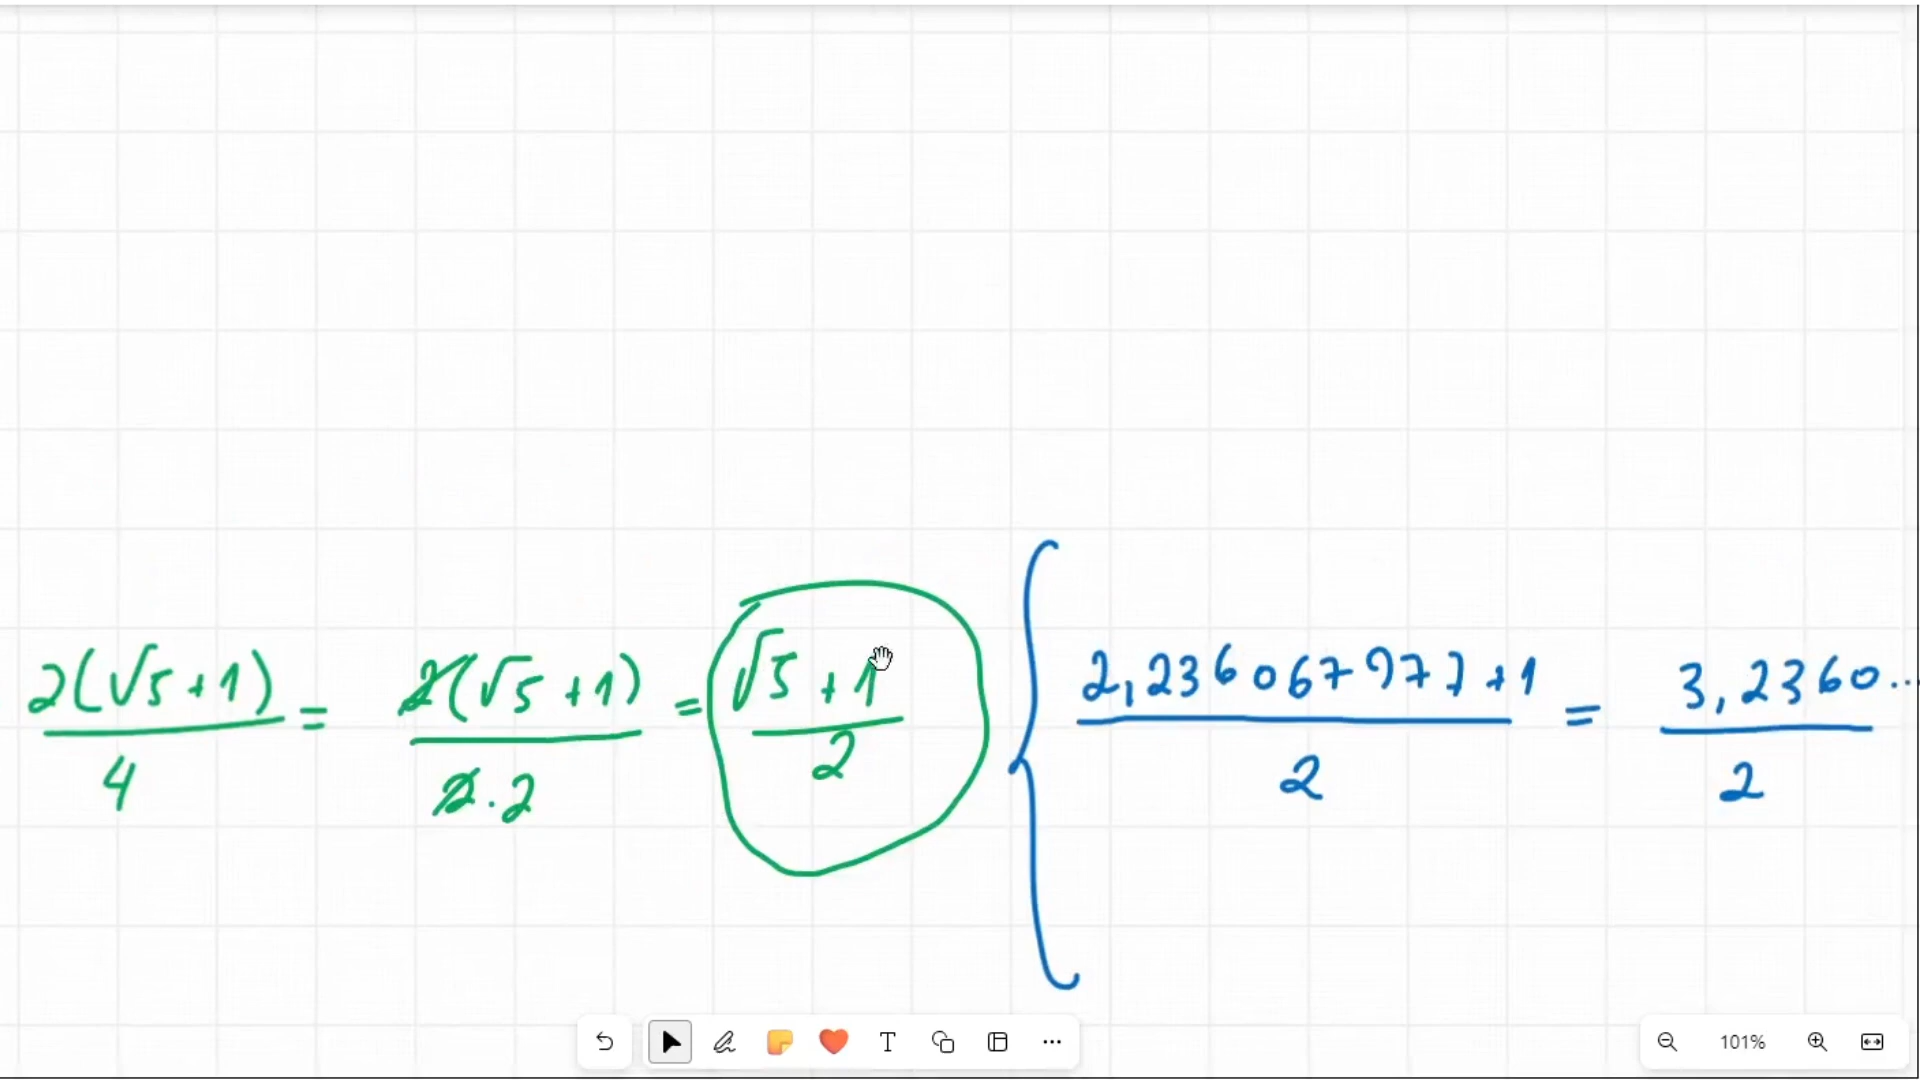 2(√5+1)/4 = 2(√5+1)/2.2 = √5+1/2 { 2,236067977+1/2 = 3,2360../2
T ... 101%